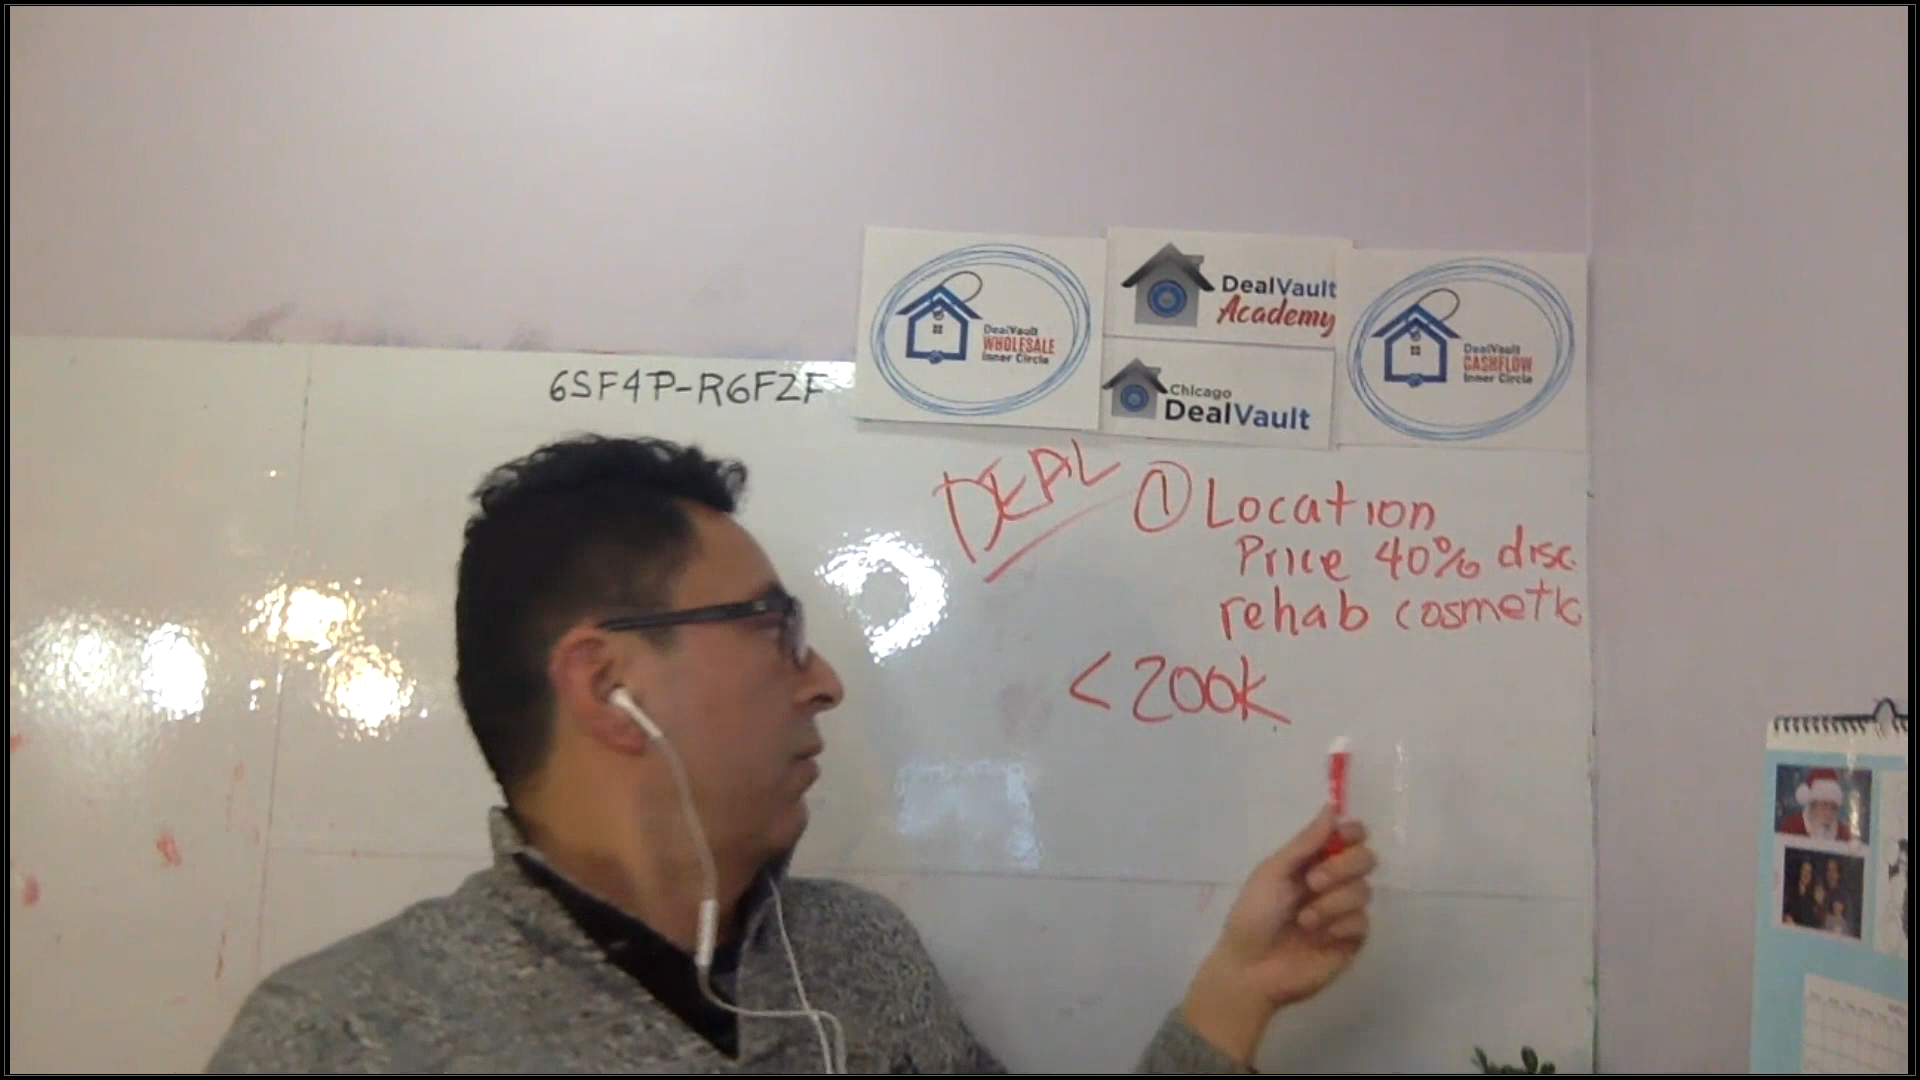 6SF4P-R6FZF
DealVault
WHOLESALE
Inner Circle
DealVault
Academy
Chicago
DealVault
DealVault
CASHFLOW
Inner Circle
DEAL
① Location
Price 40% disc.
rehab cosmetic
<200k